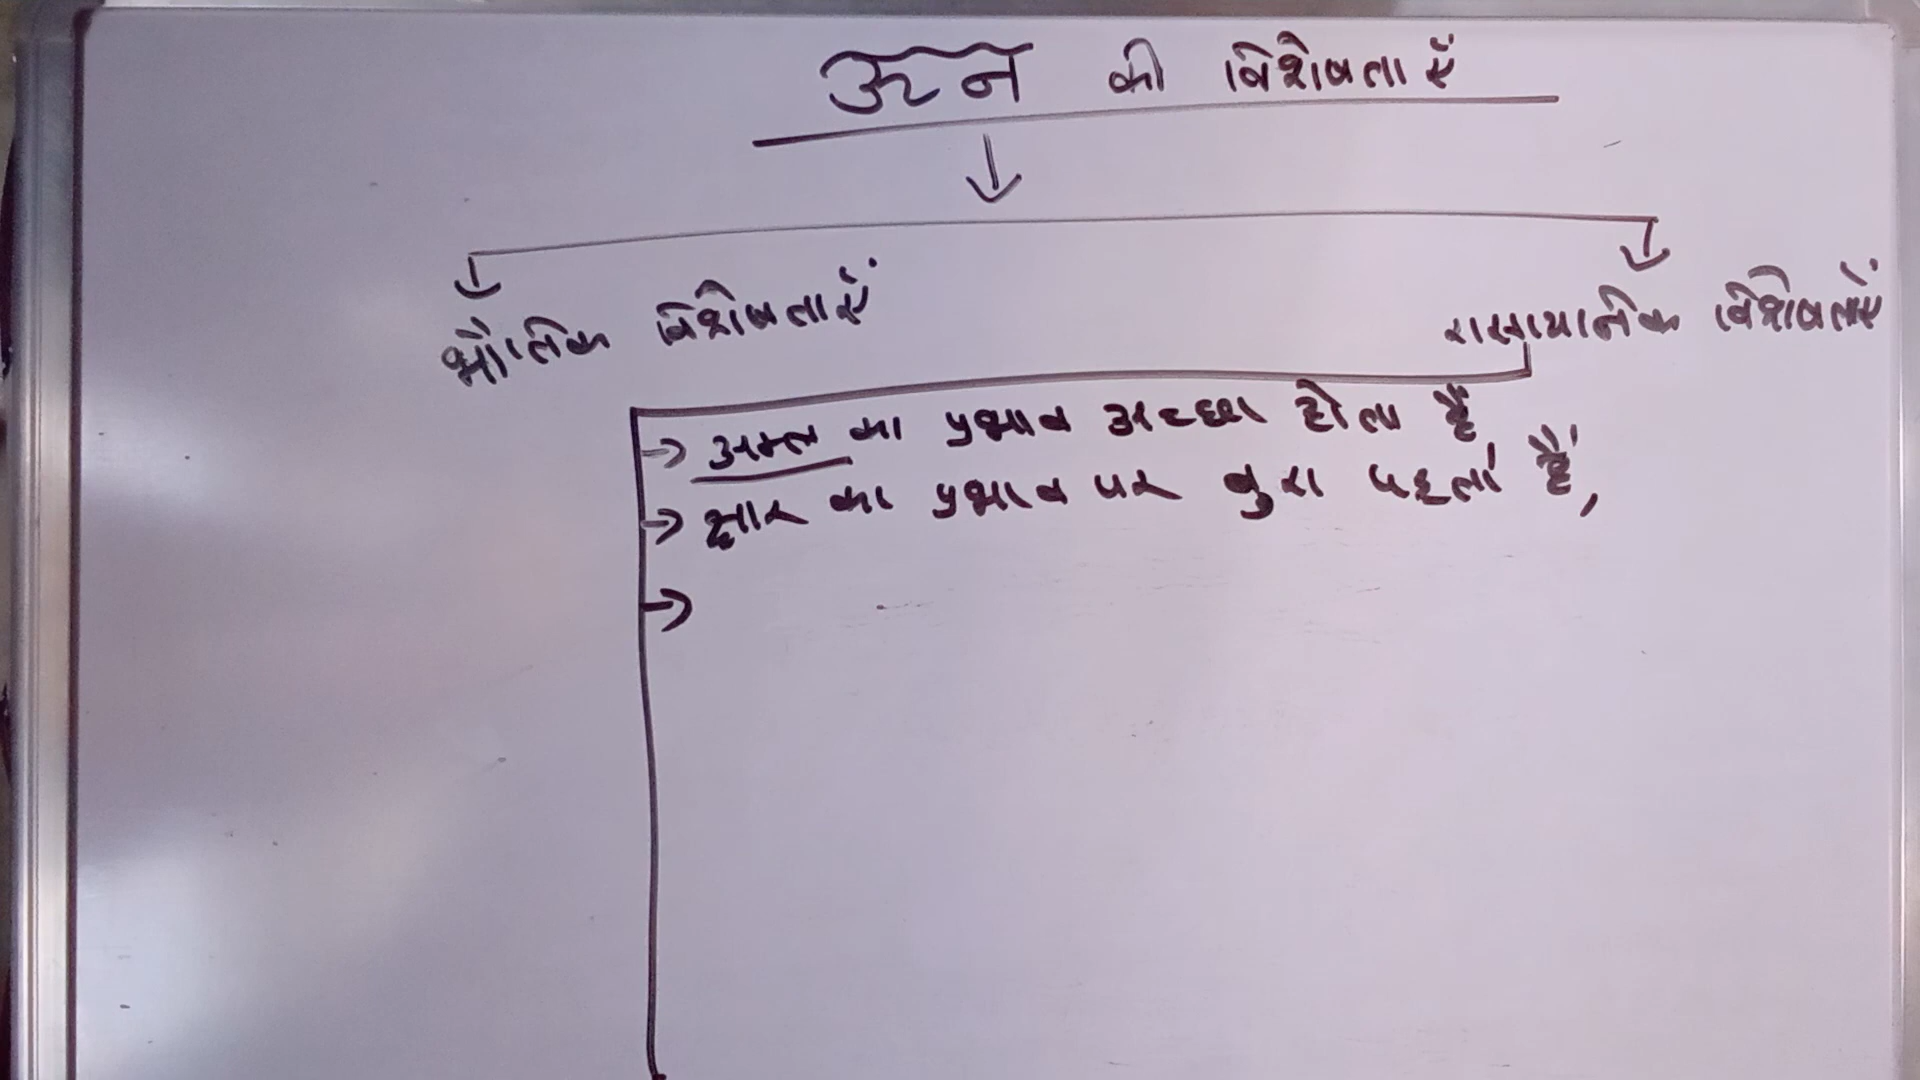 ऊन की विशेषताएँ
भौतिक विशेषताएँ
रासायनिक विशेषताएँ
→ अम्ल का प्रभाव अच्छा होता है,
→ क्षार का प्रभाव पर बुरा पड़ता हैं,
→